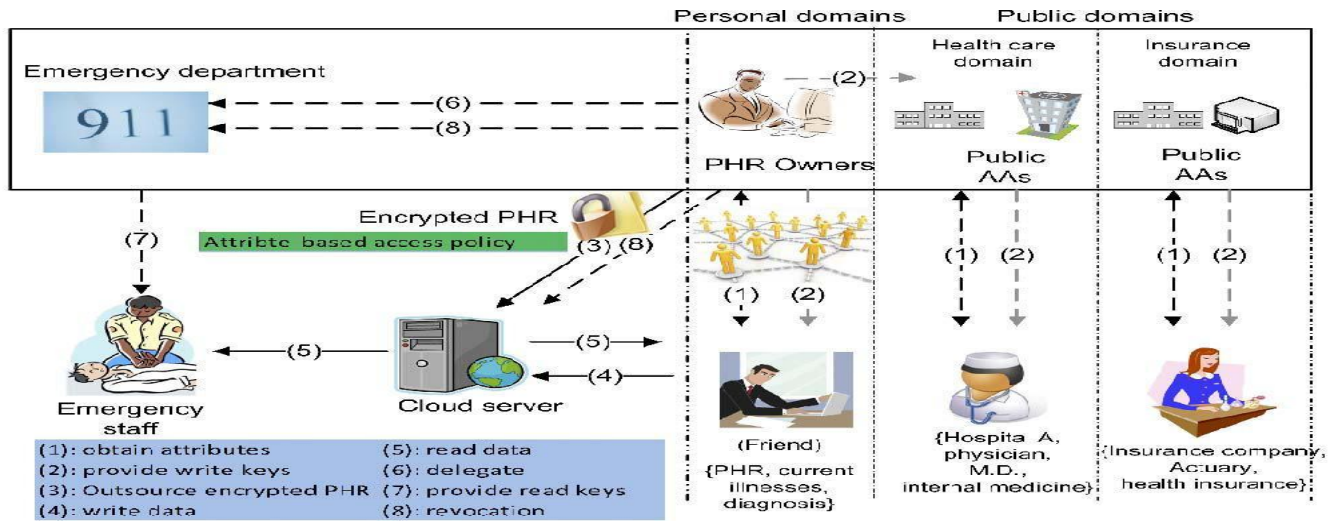 Personal domains
Public domains
Emergency department
911
(6)
(8)
(2)
PHR Owners
Health care
domain
Public
AAs
Insurance
domain
Public
AAs
(7)
Encrypted PHR
Attribte-based access policy
(3) (8)
(1) (2)
(1) (2)
(1) (2)
(5)
(5)
(4)
Emergency
staff
Cloud server
(Friend)
{PHR, current
illnesses,
diagnosis}
{Hospita A,
physician,
M.D.,
internal medicine}
{Insurance company,
Actuary,
health insurance}
(1): obtain attributes
(2): provide write keys
(3): Outsource encrypted PHR
(4): write data
(5): read data
(6): delegate
(7): provide read keys
(8): revocation